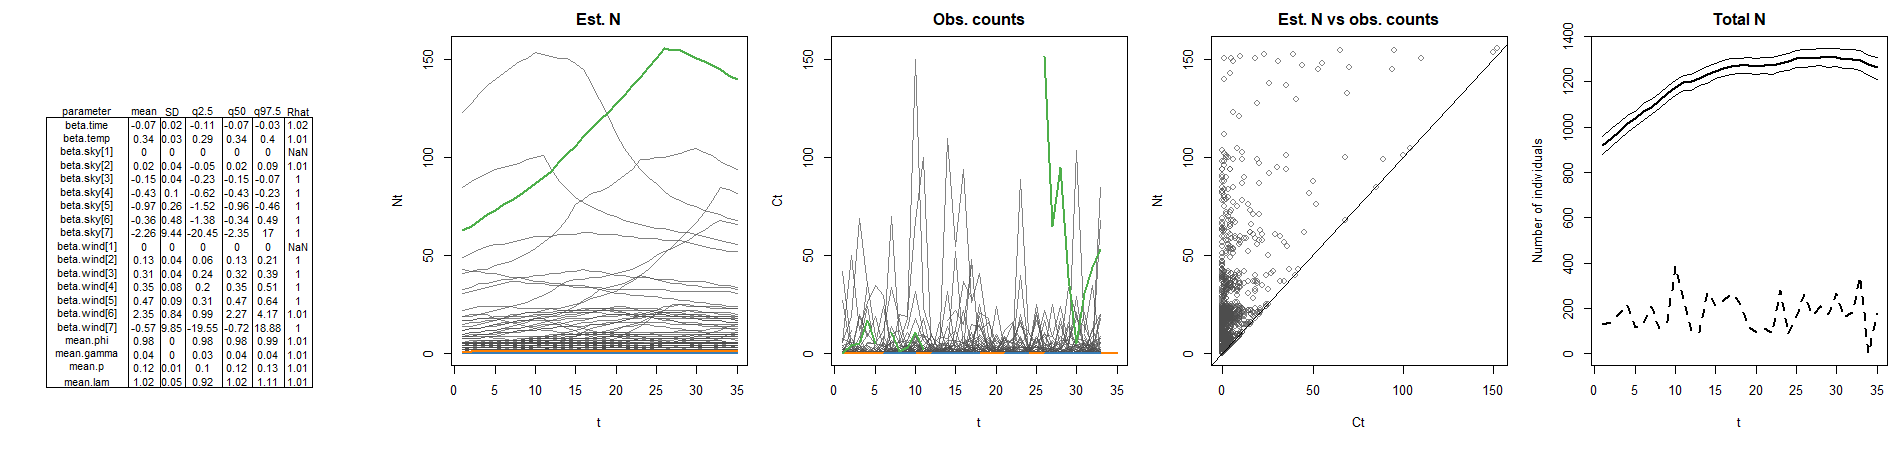 parameter mean SD q2.5 q50 q97.5 Rhat
beta.time -0.07 0.02 -0.11 -0.07 -0.03 1.02
beta.temp 0.34 0.03 0.29 0.34 0.4 1.01
beta.sky[1] 0 0 0 0 0 NaN
beta.sky[2] 0.02 0.04 -0.05 0.02 0.09 1.01
beta.sky[3] -0.15 0.04 -0.23 -0.15 -0.07 1
beta.sky[4] -0.43 0.1 -0.62 -0.43 -0.23 1
beta.sky[5] -0.97 0.26 -1.52 -0.96 -0.46 1
beta.sky[6] -0.36 0.48 -1.38 -0.34 0.49 1
beta.sky[7] -2.26 9.44 -20.45 -2.35 17 1
beta.wind[1] 0 0 0 0 0 NaN
beta.wind[2] 0.13 0.04 0.06 0.13 0.21 1
beta.wind[3] 0.31 0.04 0.24 0.32 0.39 1
beta.wind[4] 0.35 0.08 0.2 0.35 0.51 1
beta.wind[5] 0.47 0.09 0.31 0.47 0.64 1
beta.wind[6] 2.35 0.84 0.99 2.27 4.17 1.01
beta.wind[7] -0.57 9.85 -19.55 -0.72 18.88 1
mean.phi 0.98 0 0.98 0.98 0.99 1.01
mean.gamma 0.04 0 0.03 0.04 0.04 1.01
mean.p 0.12 0.01 0.1 0.12 0.13 1.01
mean.lam 1.02 0.05 0.92 1.02 1.11 1.01
Est. N
Nt
150
100
50
0
0 5 10 15 20 25 30 35
t
Obs. counts
Ct
150
100
50
0
0 5 10 15 20 25 30 35
t
Est. N vs obs. counts
Nt
150
100
50
0
0 50 100 150
Ct
Total N
Number of individuals
1400
1200
1000
800
600
400
200
0
0 5 10 15 20 25 30 35
t